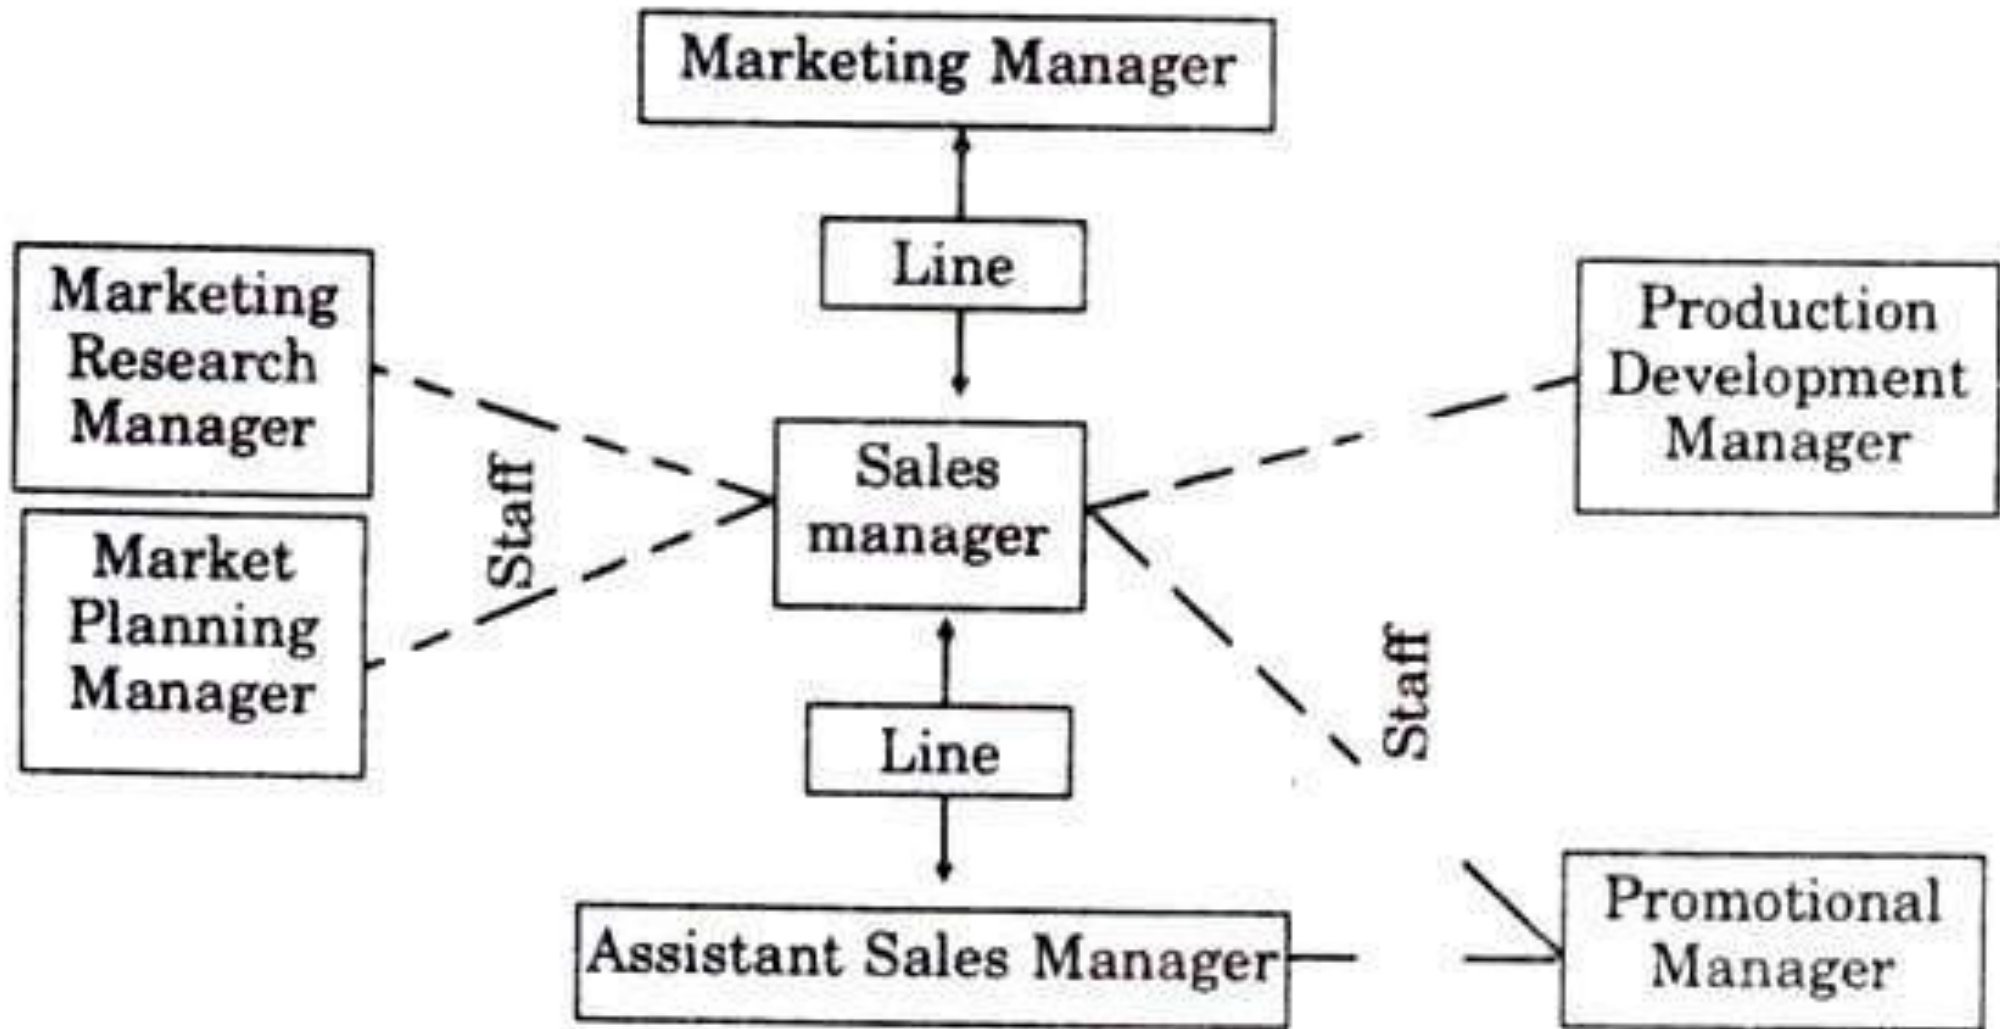 Marketing Manager
Line
Marketing
Research
Manager
Production
Development
Manager
Sales
manager
Staff
Market
Planning
Manager
Staff
Line
Assistant Sales Manager
Promotional
Manager